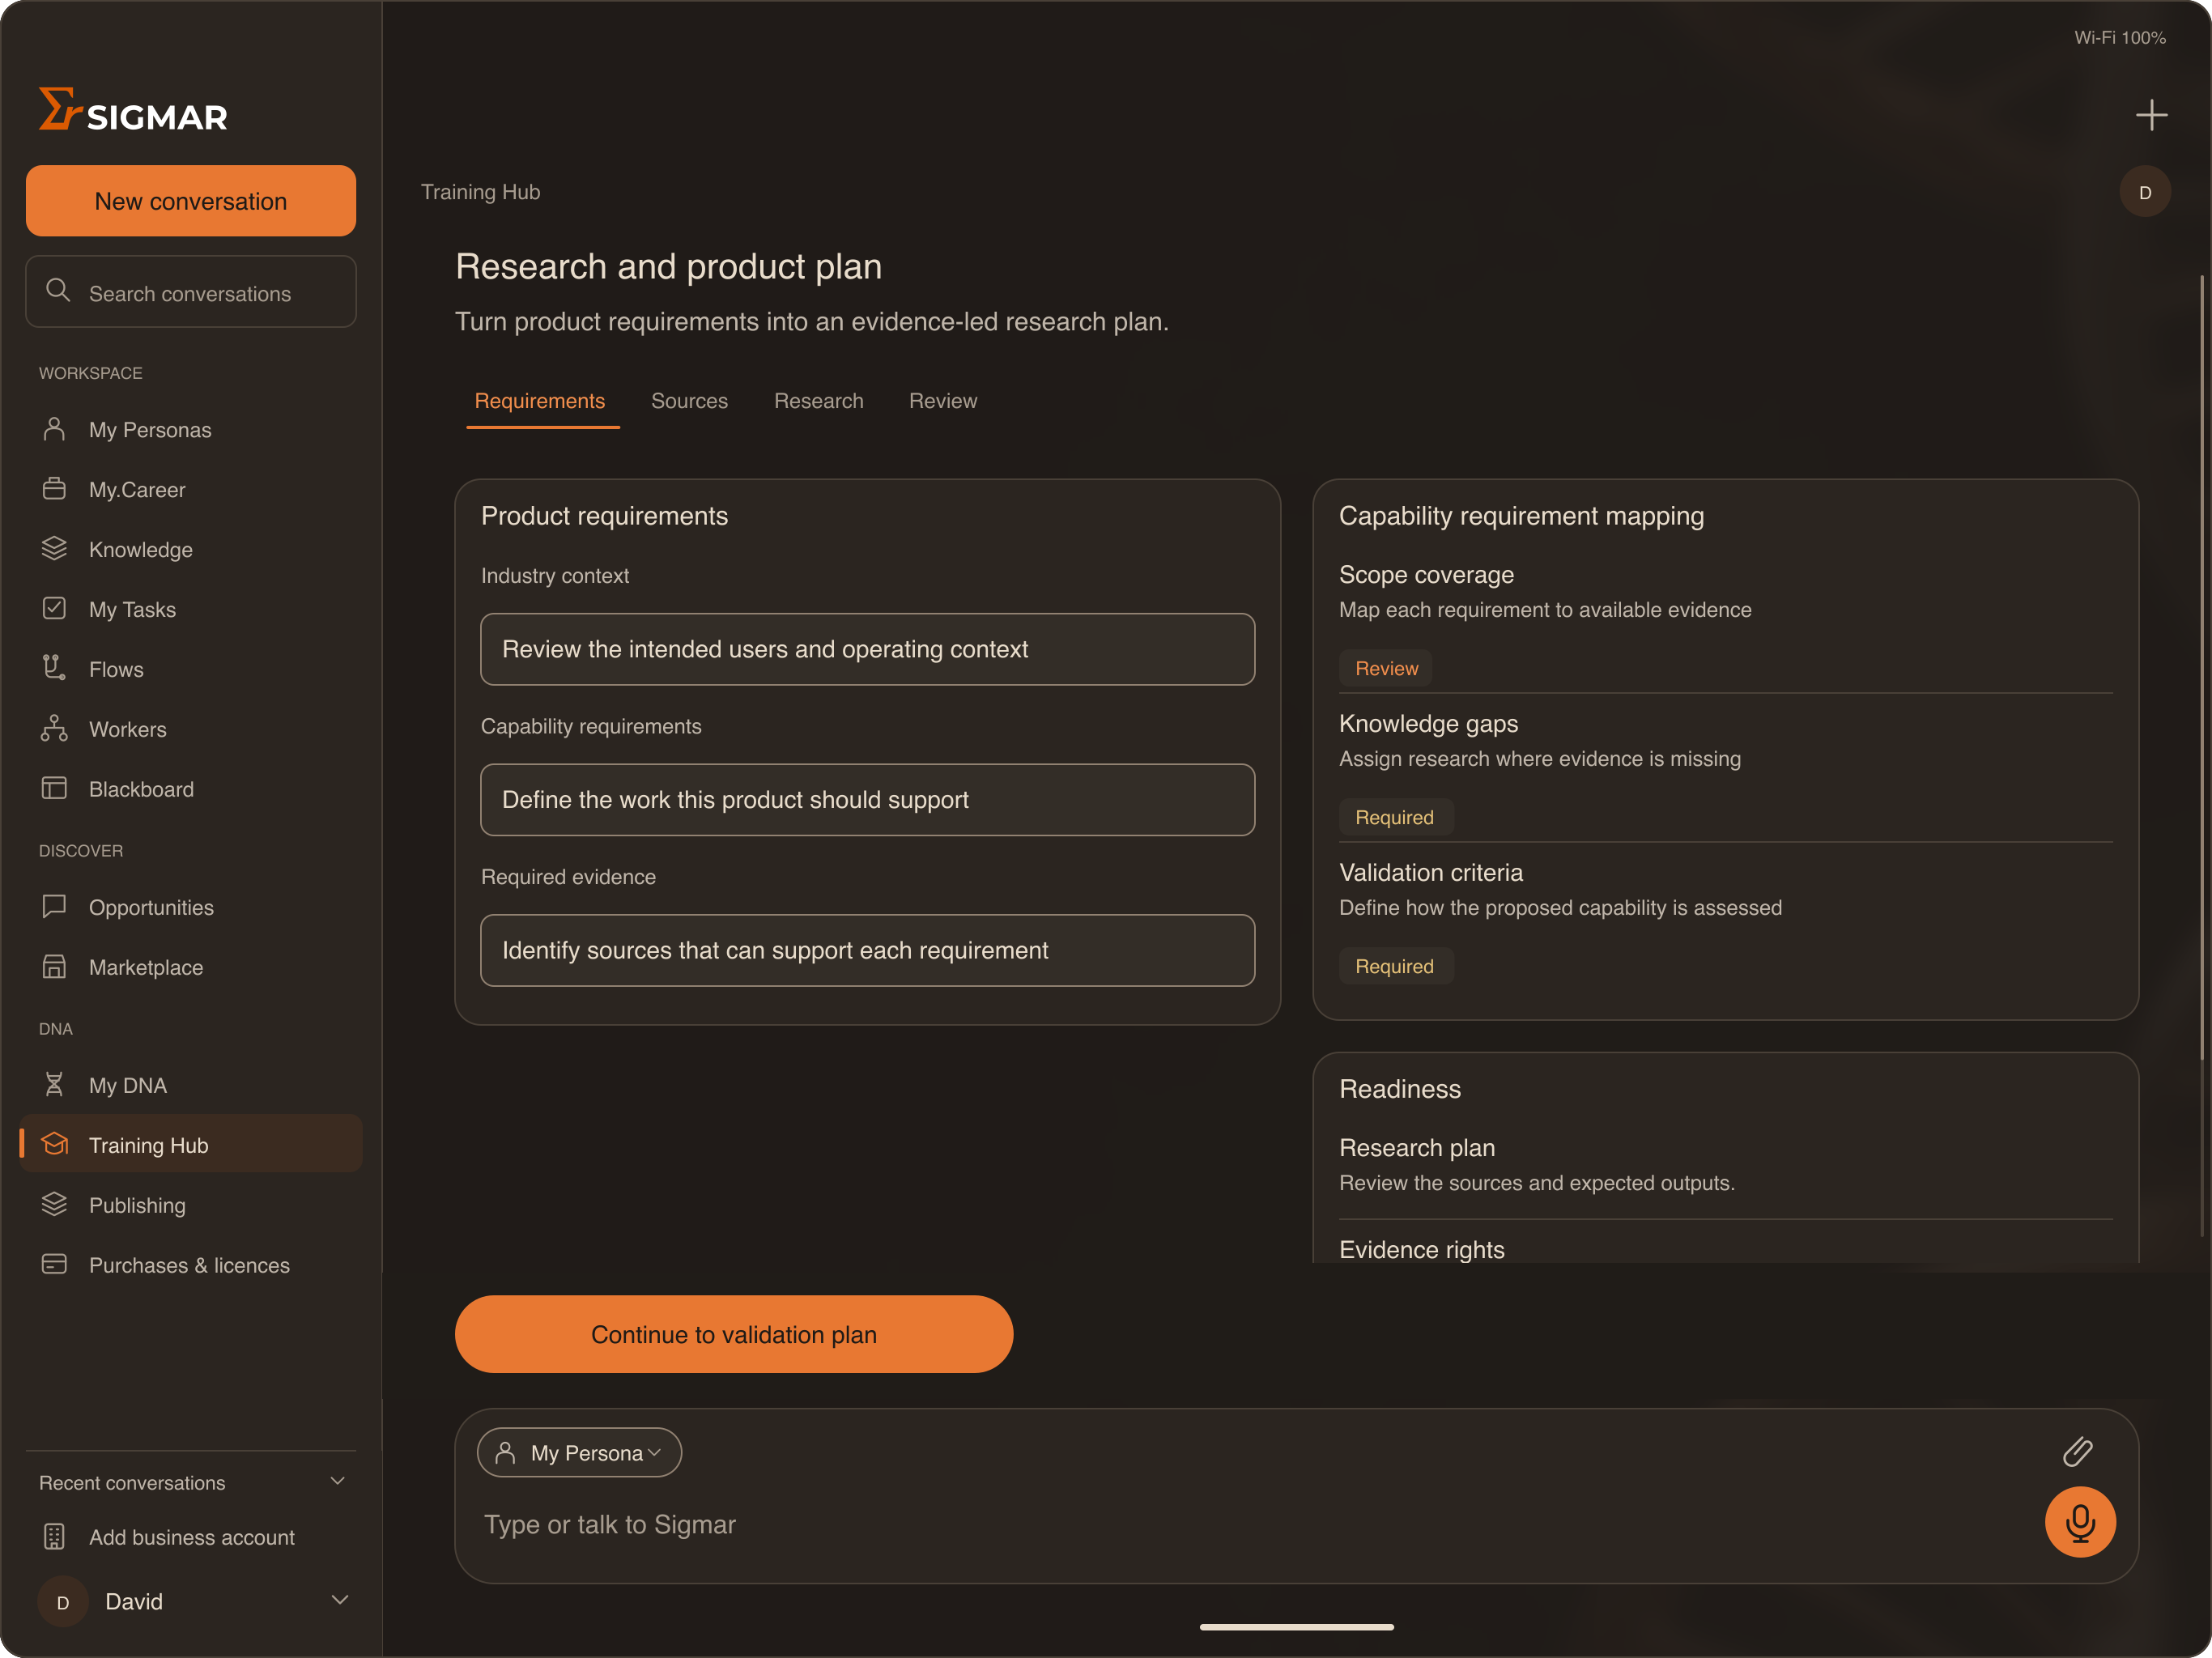 Wi-Fi 100%
Σr SIGMAR
New conversation
Search conversations
WORKSPACE
My Personas
My.Career
Knowledge
My Tasks
Flows
Workers
Blackboard
DISCOVER
Opportunities
Marketplace
DNA
My DNA
Training Hub
Publishing
Purchases & licences
Recent conversations
Add business account
D
David
Training Hub
D
Research and product plan
Turn product requirements into an evidence-led research plan.
Requirements
Sources
Research
Review
Product requirements
Industry context
Review the intended users and operating context
Capability requirements
Define the work this product should support
Required evidence
Identify sources that can support each requirement
Capability requirement mapping
Scope coverage
Map each requirement to available evidence
Review
Knowledge gaps
Assign research where evidence is missing
Required
Validation criteria
Define how the proposed capability is assessed
Required
Readiness
Research plan
Review the sources and expected outputs.
Evidence rights
Continue to validation plan
My Persona
Type or talk to Sigmar